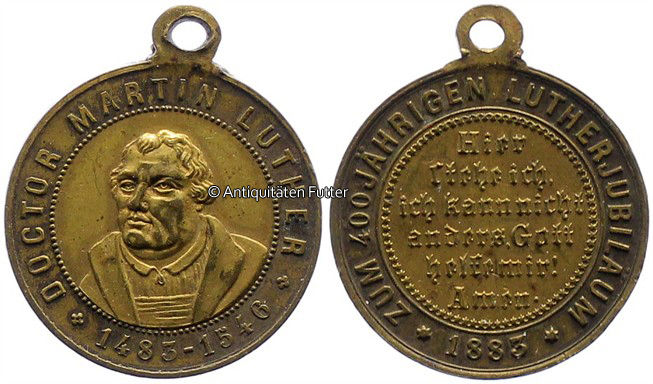 DOCTOR MARTIN LUTHER
1483-1546
© Antiquitäten Futter
ZUM 400JÄHRIGEN LUTHERJUBILÄUM
1883
Hier
stehe ich,
ich kann nicht
anders, Gott
helfe mir!
Amen!